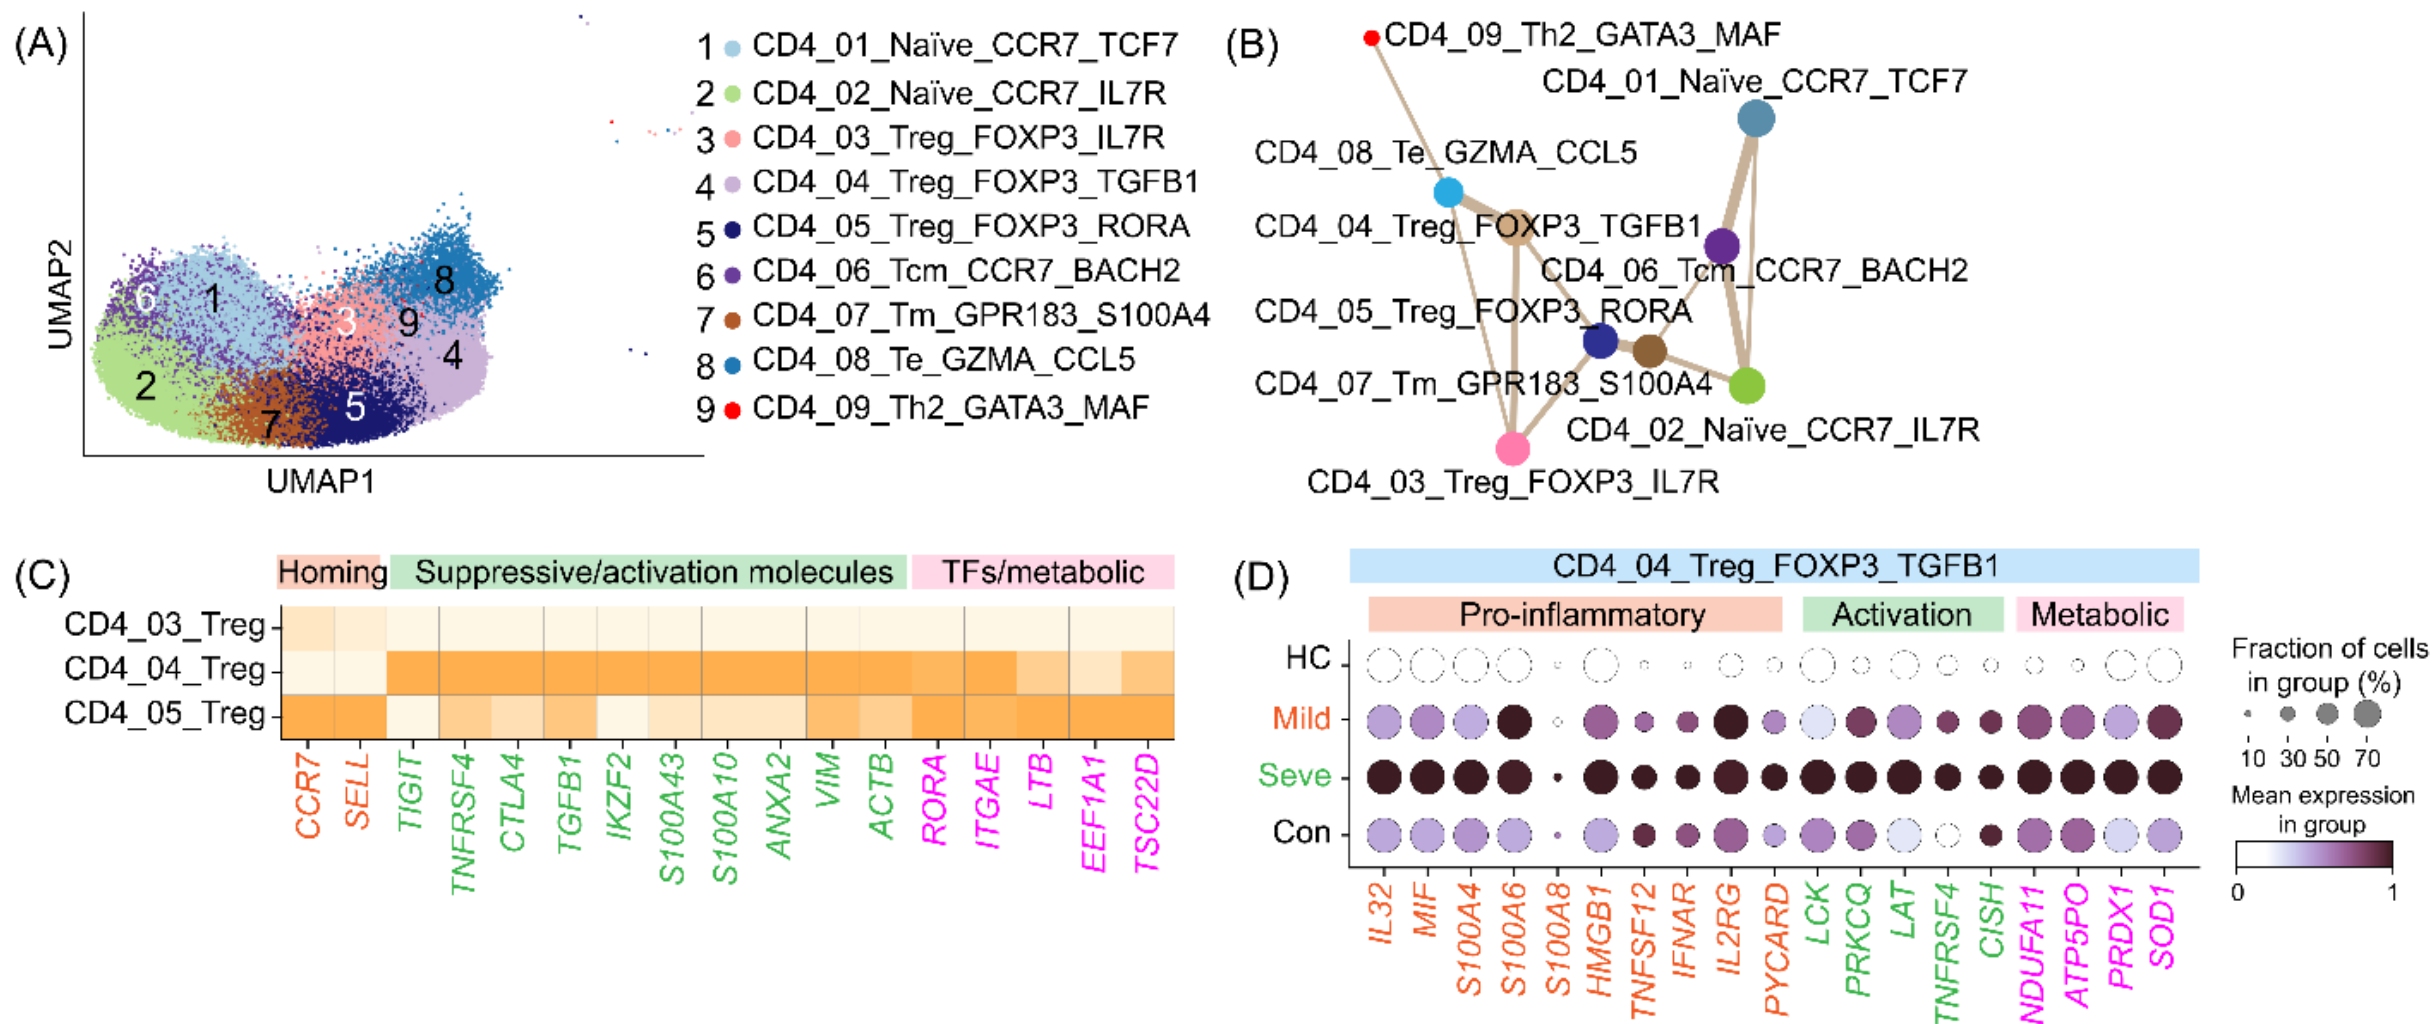 (A)
UMAP2
UMAP1
1
2
3
4
5
6
7
8
9
1 CD4_01_Naïve_CCR7_TCF7
2 CD4_02_Naïve_CCR7_IL7R
3 CD4_03_Treg_FOXP3_IL7R
4 CD4_04_Treg_FOXP3_TGFB1
5 CD4_05_Treg_FOXP3_RORA
6 CD4_06_Tcm_CCR7_BACH2
7 CD4_07_Tm_GPR183_S100A4
8 CD4_08_Te_GZMA_CCL5
9 CD4_09_Th2_GATA3_MAF
(B)
CD4_09_Th2_GATA3_MAF
CD4_01_Naïve_CCR7_TCF7
CD4_08_Te_GZMA_CCL5
CD4_04_Treg_FOXP3_TGFB1
CD4_06_Tcm_CCR7_BACH2
CD4_05_Treg_FOXP3_RORA
CD4_07_Tm_GPR183_S100A4
CD4_02_Naïve_CCR7_IL7R
CD4_03_Treg_FOXP3_IL7R
(C)
Homing
Suppressive/activation molecules
TFs/metabolic
CD4_03_Treg
CD4_04_Treg
CD4_05_Treg
CCR7
SELL
TIGIT
TNFRSF4
CTLA4
TGFB1
IKZF2
S100A43
S100A10
ANXA2
VIM
ACTB
RORA
ITGAE
LTB
EEF1A1
TSC22D
(D)
CD4_04_Treg_FOXP3_TGFB1
Pro-inflammatory
Activation
Metabolic
HC
Mild
Seve
Con
IL32
MIF
S100A4
S100A6
S100A8
HMGB1
TNFSF12
IFNAR
IL2RG
PYCARD
LCK
PRKCQ
LAT
TNFRSF4
CISH
NDUFA11
ATP5PO
PRDX1
SOD1
Fraction of cells
in group (%)
10 30 50 70
Mean expression
in group
0 1